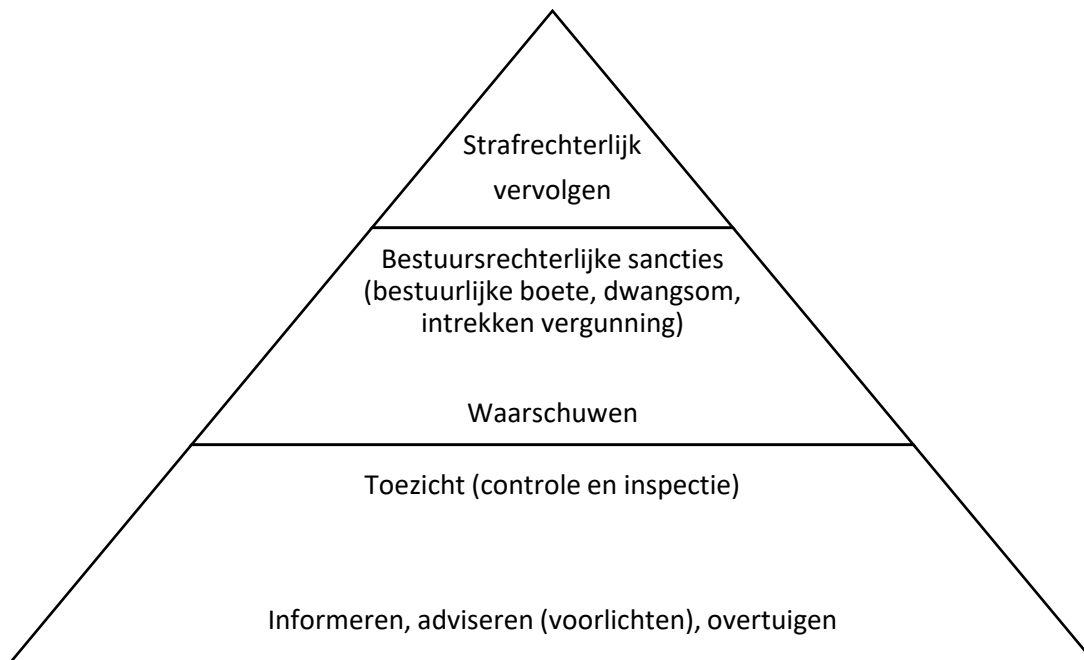 Strafrechterlijk
vervolgen
Bestuursrechterlijke sancties
(bestuurlijke boete, dwangsom,
intrekken vergunning)
Waarschuwen
Toezicht (controle en inspectie)
Informeren, adviseren (voorlichten), overtuigen